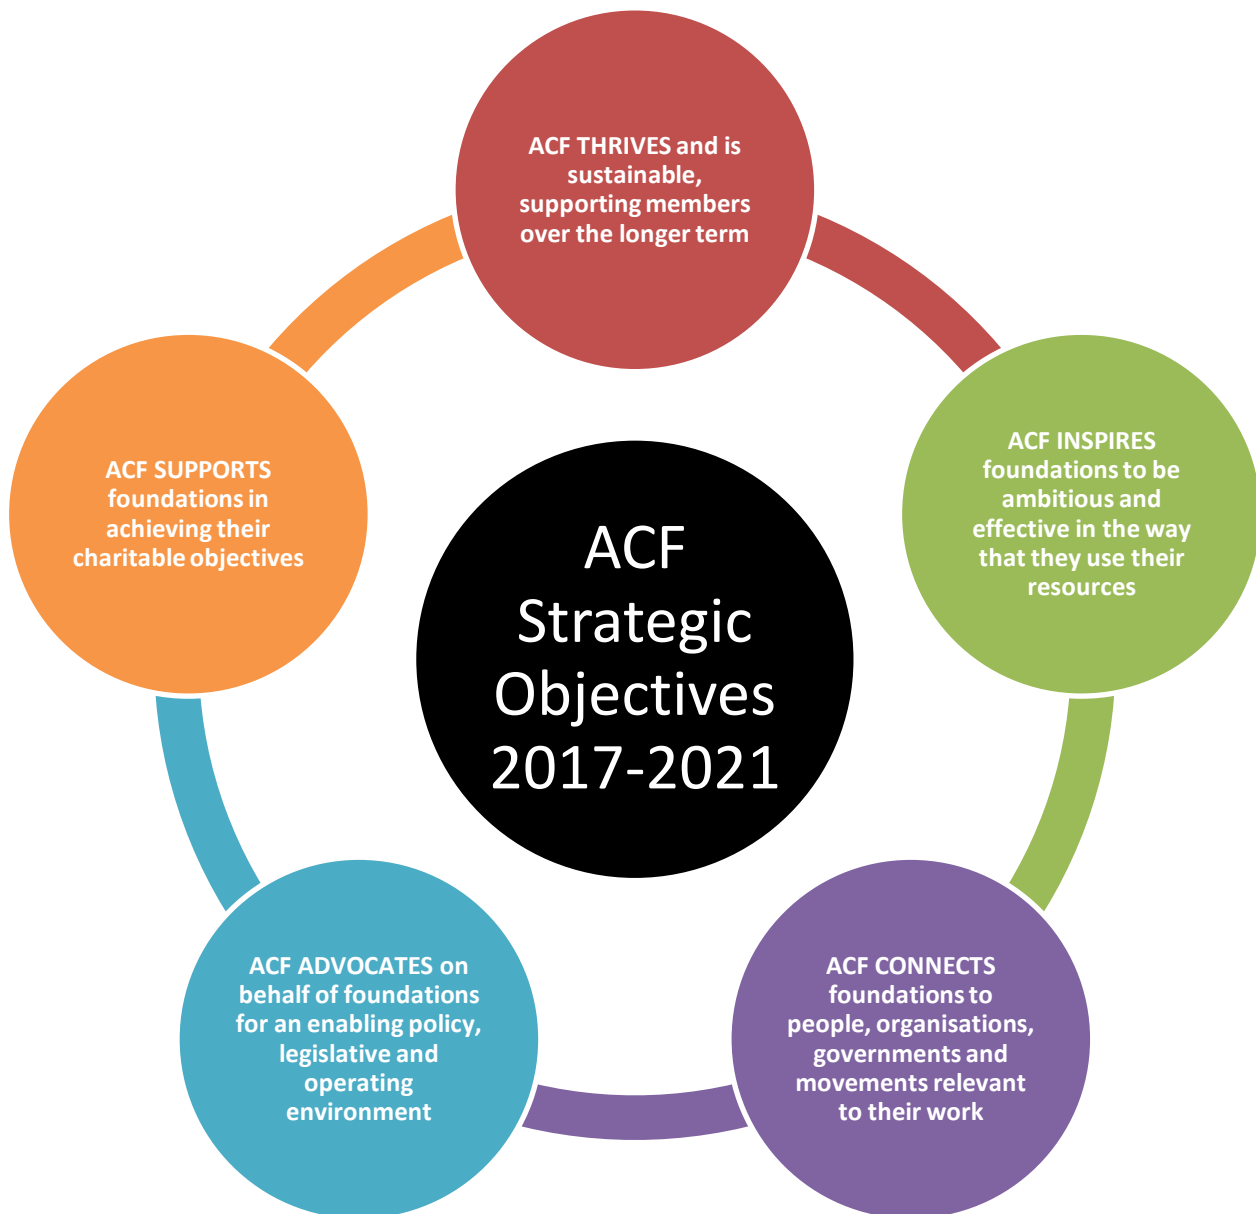 ACF THRIVES and is
sustainable,
supporting members
over the longer term
ACF INSPIRES
foundations to be
ambitious and
effective in the way
that they use their
resources
ACF CONNECTS
foundations to
people, organisations,
governments and
movements relevant
to their work
ACF ADVOCATES on
behalf of foundations
for an enabling policy,
legislative and
operating
environment
ACF SUPPORTS
foundations in
achieving their
charitable objectives
ACF
Strategic
Objectives
2017-2021